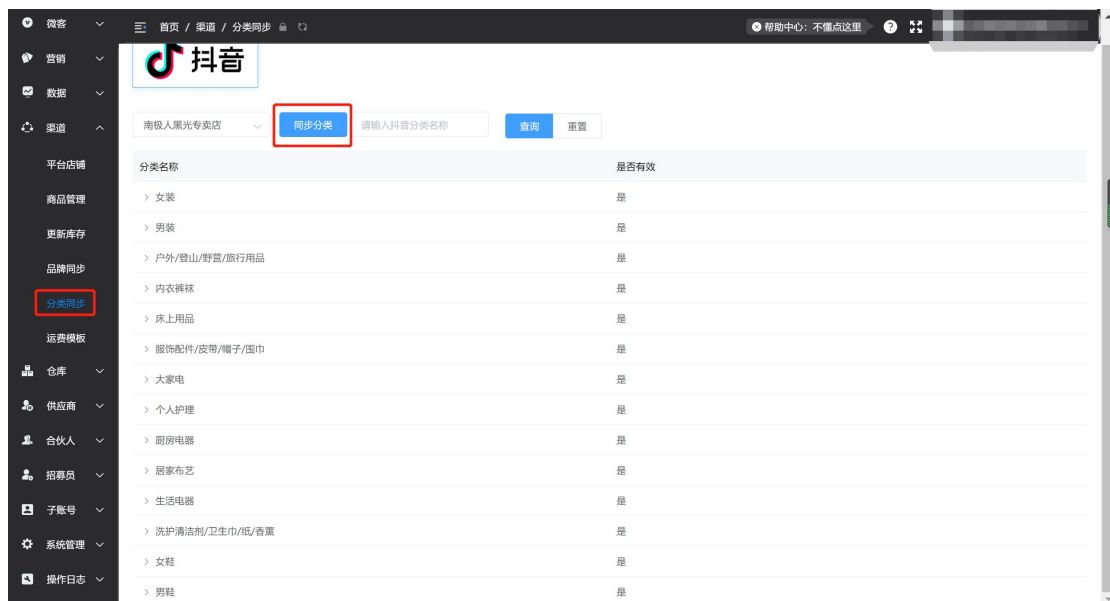 微客
首页 / 渠道 / 分类同步
帮助中心：不懂点这里
营销
抖音
数据
渠道
南极人黑光专卖店
同步分类
请输入抖音分类名称
查询
重置
平台店铺
商品管理
更新库存
品牌同步
分类同步
运费模板
仓库
供应商
合伙人
招募员
子账号
系统管理
操作日志
分类名称 是否有效
女装 是
男装 是
户外/登山/野营/旅行用品 是
内衣裤袜 是
床上用品 是
服饰配件/皮带/帽子/围巾 是
大家电 是
个人护理 是
厨房电器 是
居家布艺 是
生活电器 是
洗护清洁剂/卫生巾/纸/香薰 是
女鞋 是
男鞋 是